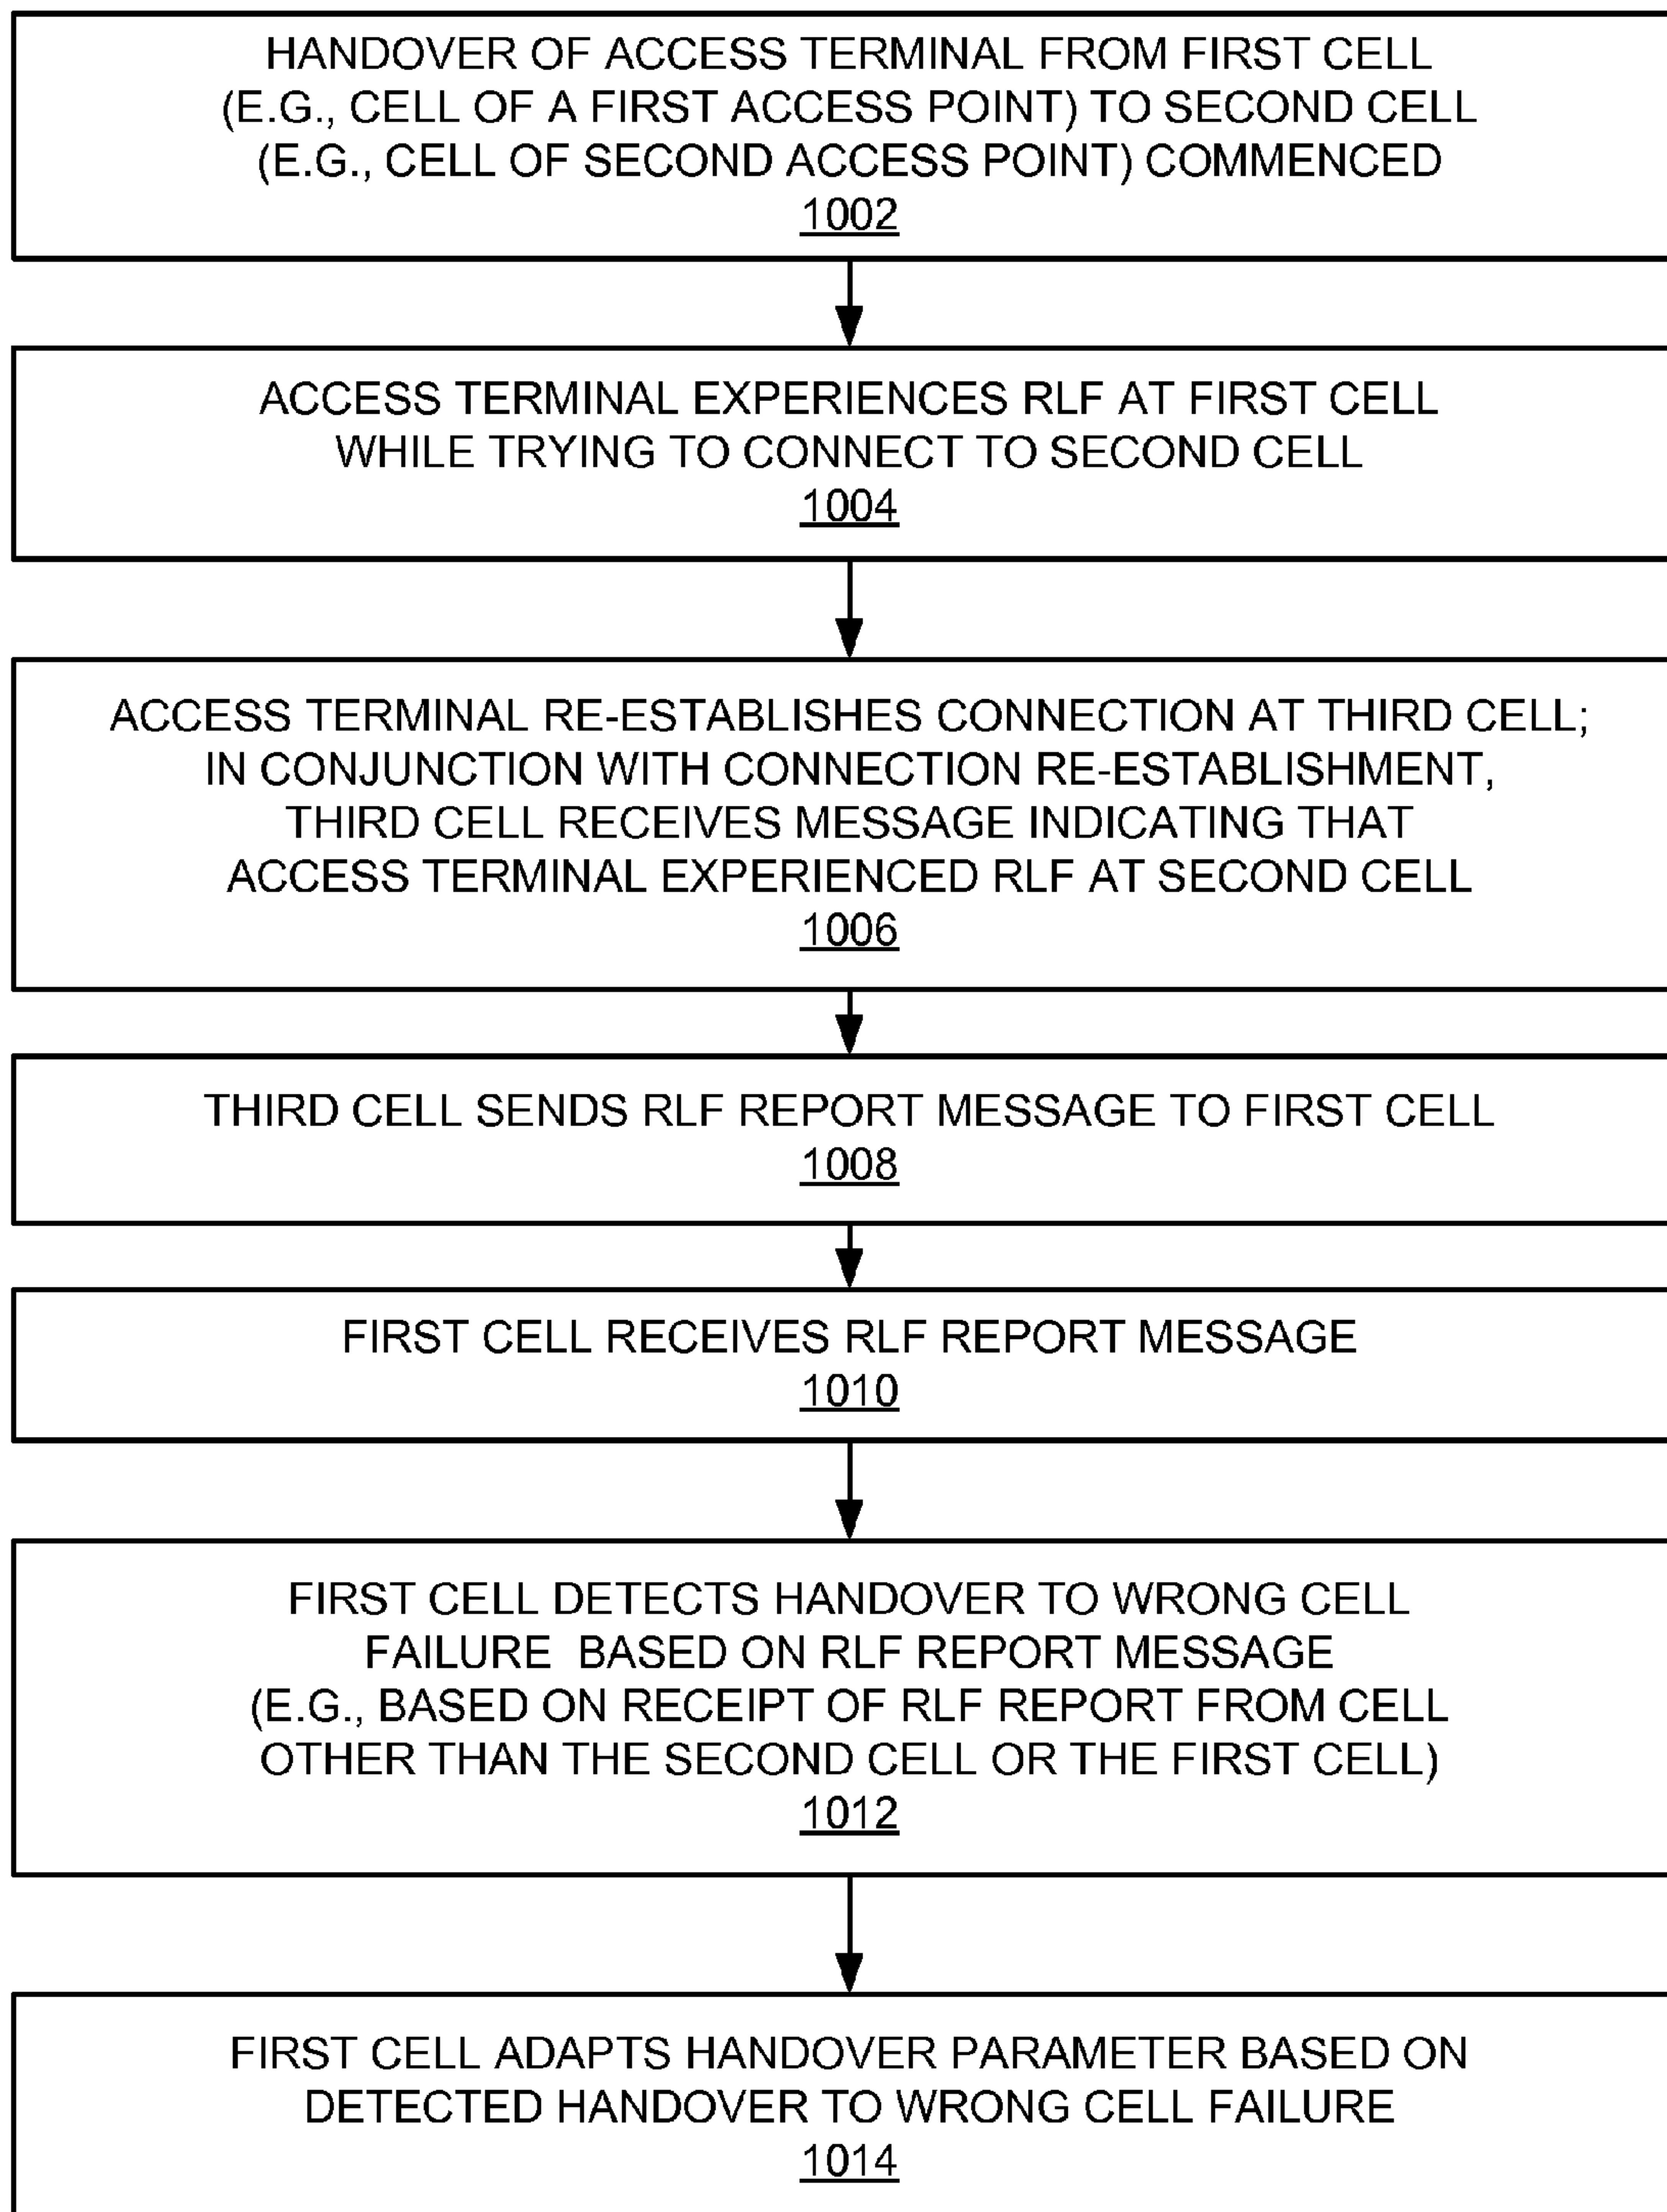 HANDOVER OF ACCESS TERMINAL FROM FIRST CELL
(E.G., CELL OF A FIRST ACCESS POINT) TO SECOND CELL
(E.G., CELL OF SECOND ACCESS POINT) COMMENCED
1002
ACCESS TERMINAL EXPERIENCES RLF AT FIRST CELL
WHILE TRYING TO CONNECT TO SECOND CELL
1004
ACCESS TERMINAL RE-ESTABLISHES CONNECTION AT THIRD CELL;
IN CONJUNCTION WITH CONNECTION RE-ESTABLISHMENT,
THIRD CELL RECEIVES MESSAGE INDICATING THAT
ACCESS TERMINAL EXPERIENCED RLF AT SECOND CELL
1006
THIRD CELL SENDS RLF REPORT MESSAGE TO FIRST CELL
1008
FIRST CELL RECEIVES RLF REPORT MESSAGE
1010
FIRST CELL DETECTS HANDOVER TO WRONG CELL
FAILURE BASED ON RLF REPORT MESSAGE
(E.G., BASED ON RECEIPT OF RLF REPORT FROM CELL
OTHER THAN THE SECOND CELL OR THE FIRST CELL)
1012
FIRST CELL ADAPTS HANDOVER PARAMETER BASED ON
DETECTED HANDOVER TO WRONG CELL FAILURE
1014